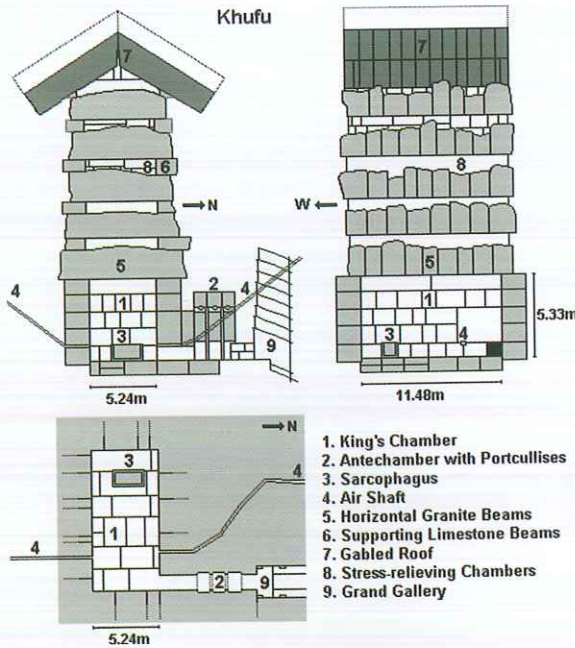 Khufu
7
7
8 6
8
N
W
5
5
4
2
4
1
1
5.33m
3
3
4
9
5.24m
11.48m
N
3
4
1
4
2
9
5.24m
1. King's Chamber
2. Antechamber with Portcullises
3. Sarcophagus
4. Air Shaft
5. Horizontal Granite Beams
6. Supporting Limestone Beams
7. Gabled Roof
8. Stress-relieving Chambers
9. Grand Gallery